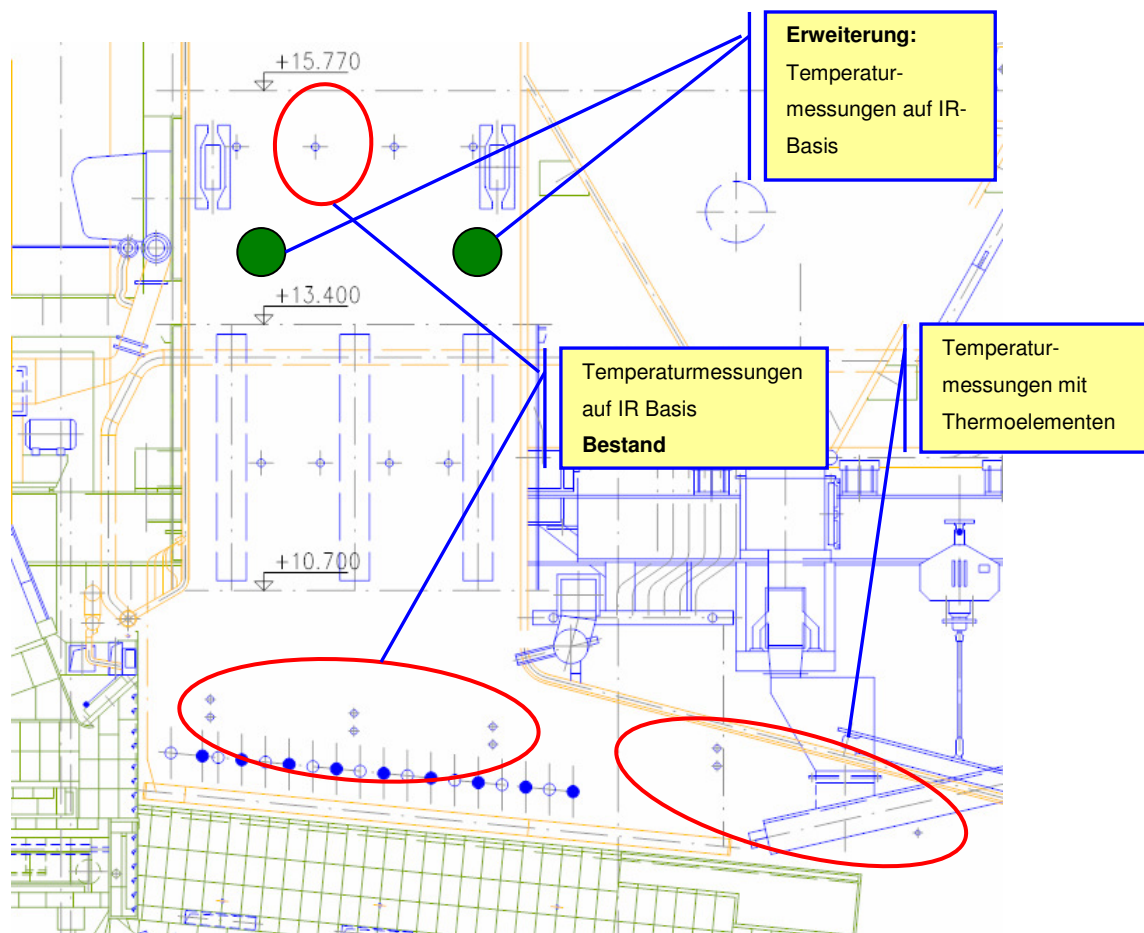 Erweiterung:
Temperatur-
messungen auf IR-
Basis
+15.770
+13.400
Temperatur-
messungen mit
Thermoelementen
Temperaturmessungen
auf IR Basis
Bestand
+10.700